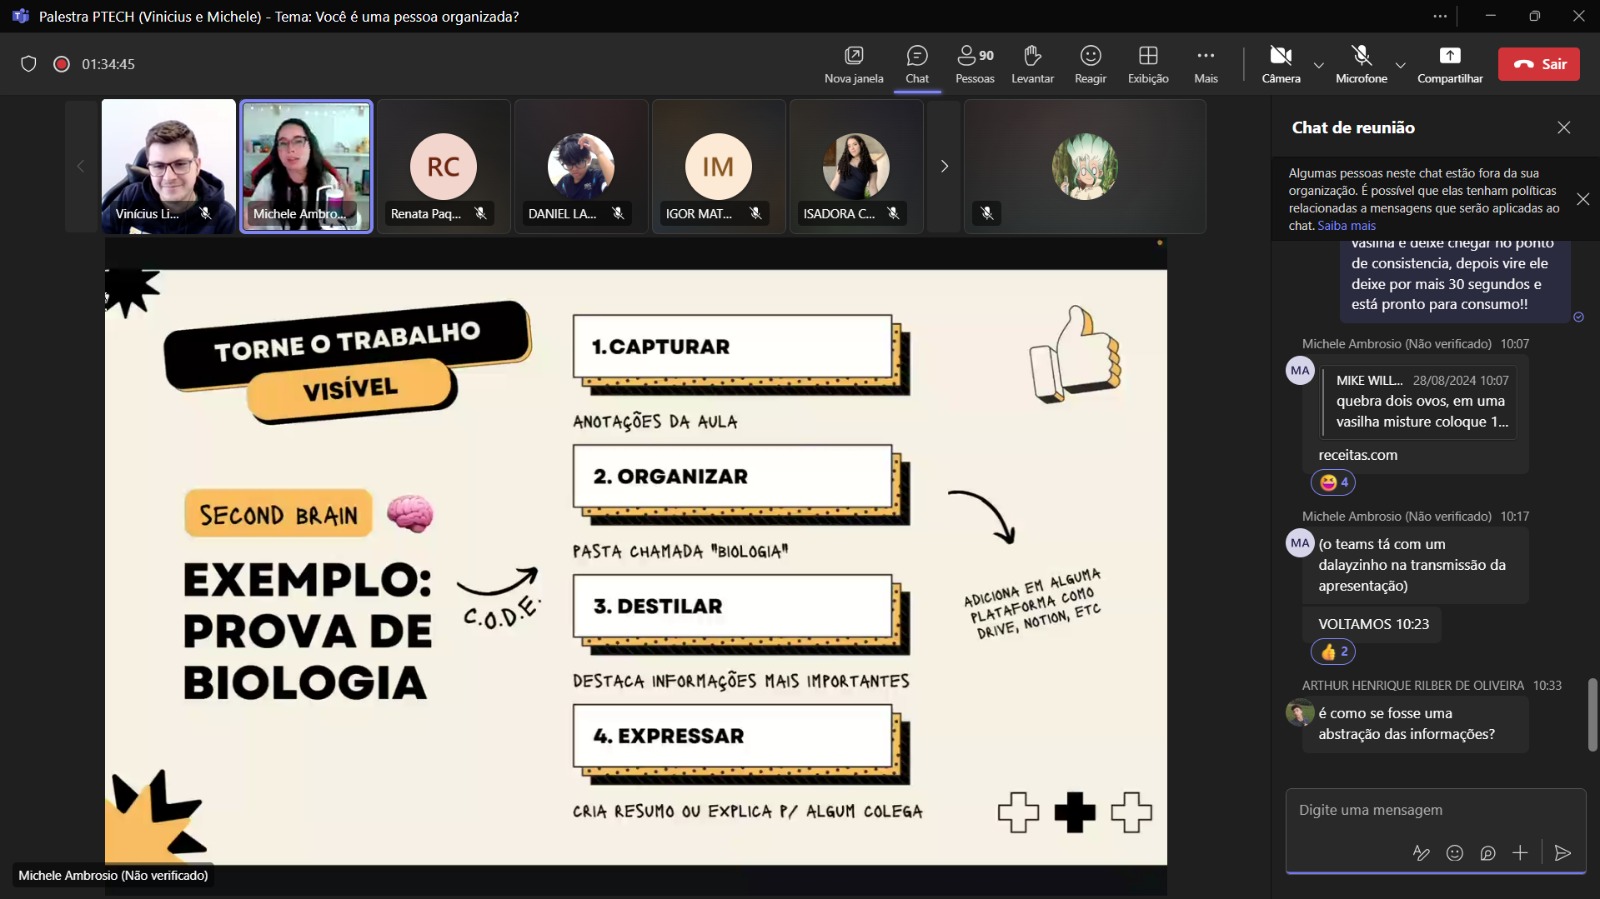 Palestra PTECH (Vinicius e Michele) - Tema: Você é uma pessoa organizada?
01:34:45
Nova janela
Chat
90
Pessoas
Levantar
Reagir
Exibição
Mais
Câmera
Microfone
Compartilhar
Sair
Vinícius Li...
Michele Ambro...
RC
Renata Paq...
DANIEL LA...
IM
IGOR MAT...
ISADORA C...
TORNE O TRABALHO
VISÍVEL
SECOND BRAIN
EXEMPLO:
PROVA DE
BIOLOGIA
C.O.D.E.
1.CAPTURAR
ANOTAÇÕES DA AULA
2. ORGANIZAR
PASTA CHAMADA "BIOLOGIA"
3. DESTILAR
DESTACA INFORMAÇÕES MAIS IMPORTANTES
4. EXPRESSAR
CRIA RESUMO OU EXPLICA P/ ALGUM COLEGA
ADICIONA EM ALGUMA
PLATAFORMA COMO
DRIVE, NOTION, ETC
Michele Ambrosio (Não verificado)
Chat de reunião
Algumas pessoas neste chat estão fora da sua
organização. É possível que elas tenham políticas
relacionadas a mensagens que serão aplicadas ao
chat. Saiba mais
vasilha e deixe chegar no ponto
de consistencia, depois vire ele
deixe por mais 30 segundos e
está pronto para consumo!!
Michele Ambrosio (Não verificado) 10:07
MA
MIKE WILL... 28/08/2024 10:07
quebra dois ovos, em uma
vasilha misture coloque 1...
receitas.com
4
Michele Ambrosio (Não verificado) 10:17
MA
(o teams tá com um
dalayzinho na transmissão da
apresentação)
VOLTAMOS 10:23
2
ARTHUR HENRIQUE RILBER DE OLIVEIRA 10:33
é como se fosse uma
abstração das informações?
Digite uma mensagem